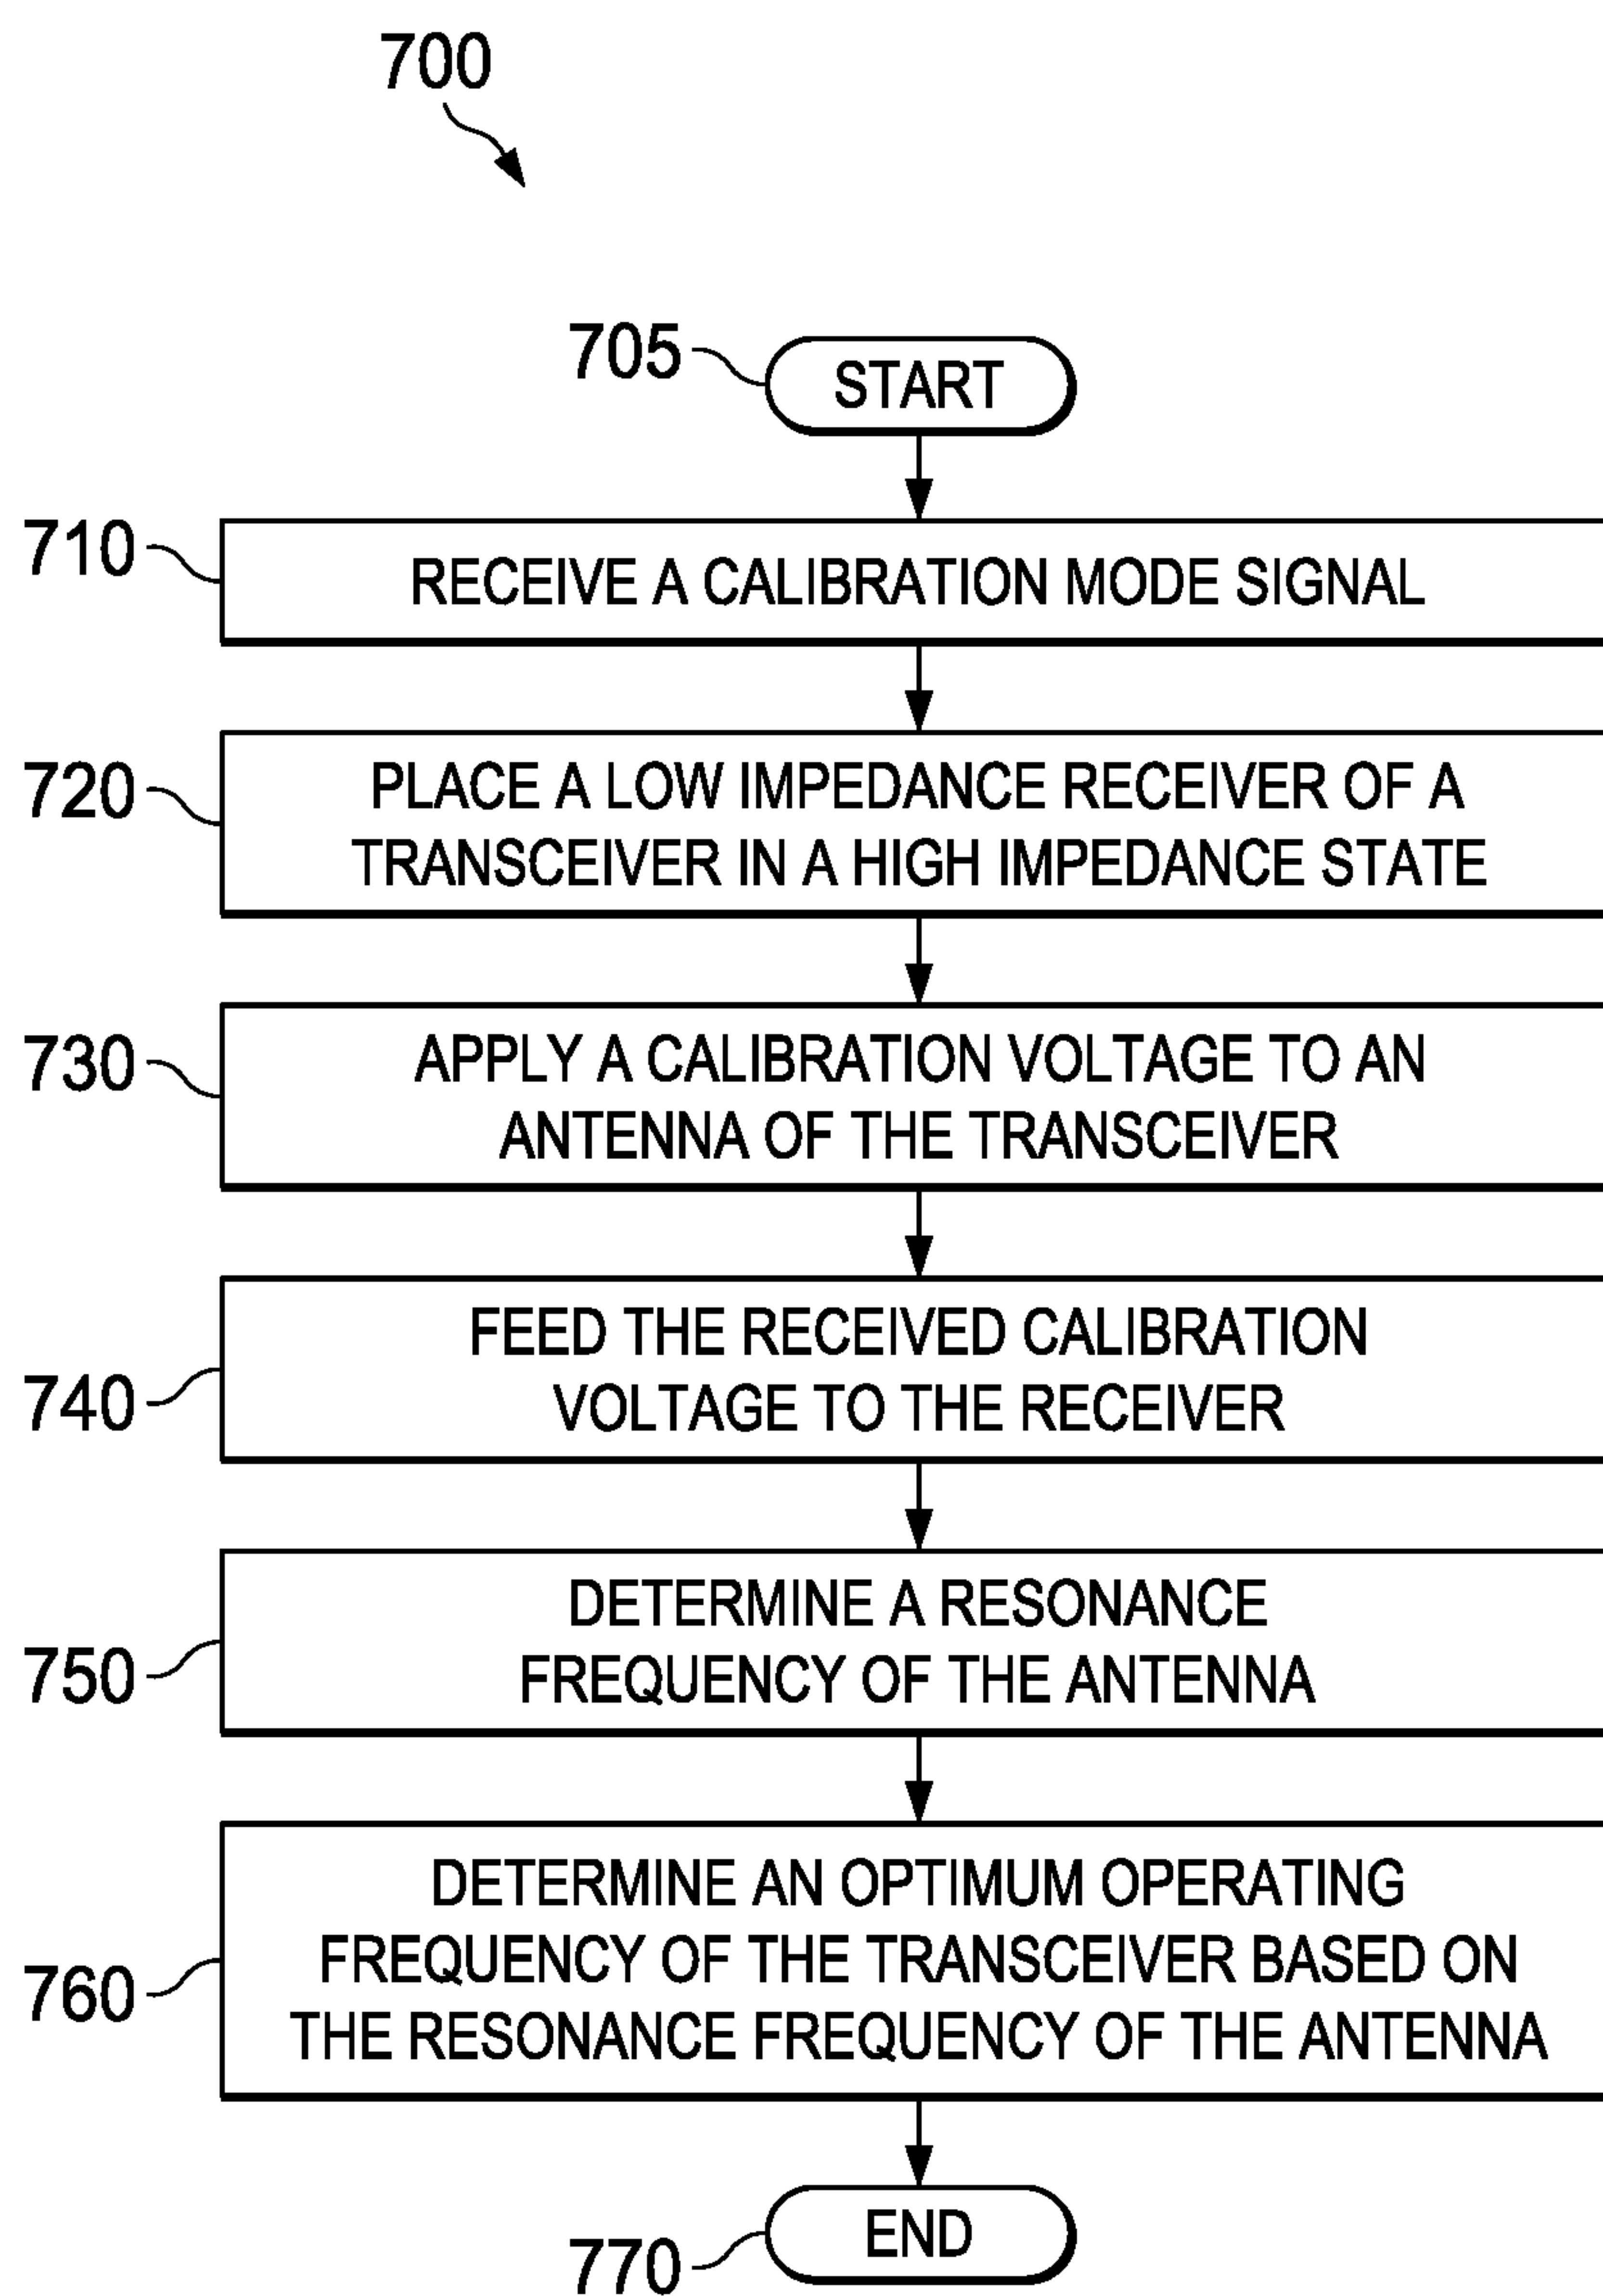 700
705
START
710
RECEIVE A CALIBRATION MODE SIGNAL
720
PLACE A LOW IMPEDANCE RECEIVER OF A
TRANSCEIVER IN A HIGH IMPEDANCE STATE
730
APPLY A CALIBRATION VOLTAGE TO AN
ANTENNA OF THE TRANSCEIVER
740
FEED THE RECEIVED CALIBRATION
VOLTAGE TO THE RECEIVER
750
DETERMINE A RESONANCE
FREQUENCY OF THE ANTENNA
760
DETERMINE AN OPTIMUM OPERATING
FREQUENCY OF THE TRANSCEIVER BASED ON
THE RESONANCE FREQUENCY OF THE ANTENNA
770
END